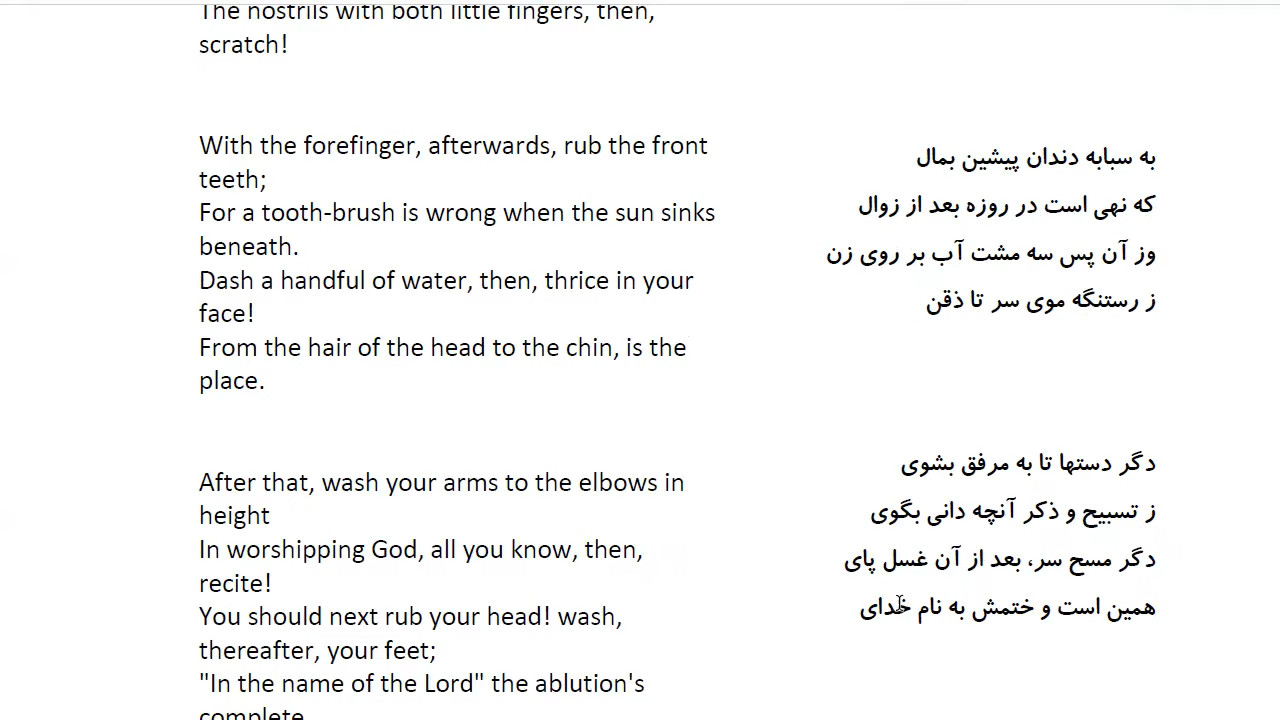 The nostrils with both little fingers, then,
scratch!
With the forefinger, afterwards, rub the front
teeth;
For a tooth-brush is wrong when the sun sinks
beneath.
Dash a handful of water, then, thrice in your
face!
From the hair of the head to the chin, is the
place.
به سبابه دندان پیشین بمال
که نهی است در روزه بعد از زوال
وز آن پس سه مشت آب بر روی زن
ز رستنگه موی سر تا ذقن
After that, wash your arms to the elbows in
height
In worshipping God, all you know, then,
recite!
You should next rub your head! wash,
thereafter, your feet;
"In the name of the Lord" the ablution's
complete
دگر دستها تا به مرفق بشوی
ز تسبیح و ذکر آنچه دانی بگوی
دگر مسح سر، بعد از آن غسل پای
همین است و ختمش به نام خدای